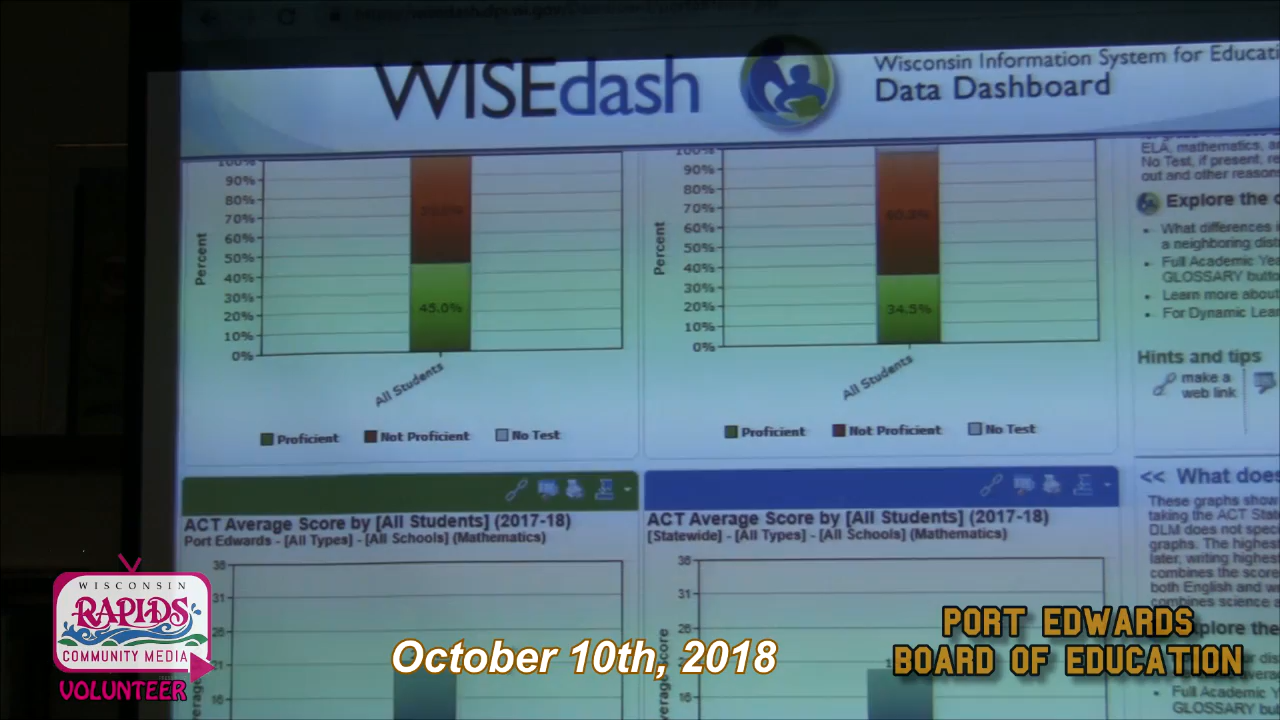 WISEdash
Wisconsin Information System for Educati
Data Dashboard
100%
90%
80%
70%
60%
50%
40%
30%
20%
10%
0%
Percent
45.0%
All Students
Proficient Not Proficient No Test
100%
90%
80%
70%
60%
50%
40%
30%
20%
10%
0%
Percent
34.5%
All Students
Proficient Not Proficient No Test
ELA, mathematics, a
No Test, if present, re
out and other reason
Explore the
What differences
a neighboring dist
Full Academic Yea
GLOSSARY butto
Learn more about
For Dynamic Lear
Hints and tips
make a
web link
ACT Average Score by [All Students] (2017-18)
Port Edwards - [All Types] - [All Schools] (Mathematics)
36
31
26
21
16
ACT Average Score by [All Students] (2017-18)
[Statewide] - [All Types] - [All Schools] (Mathematics)
36
31
26
16
score
<< What does
These graphs show
taking the ACT Stat
DLM does not spec
graphs. The highest
later, writing highes
combines the score
both English and w
combines science a
xplore the
Full Academic Y
GLOSSARY but
WISCONSIN
RAPIDS
COMMUNITY MEDIA
VOLUNTEER
October 10th, 2018
PORT EDWARDS
BOARD OF EDUCATION